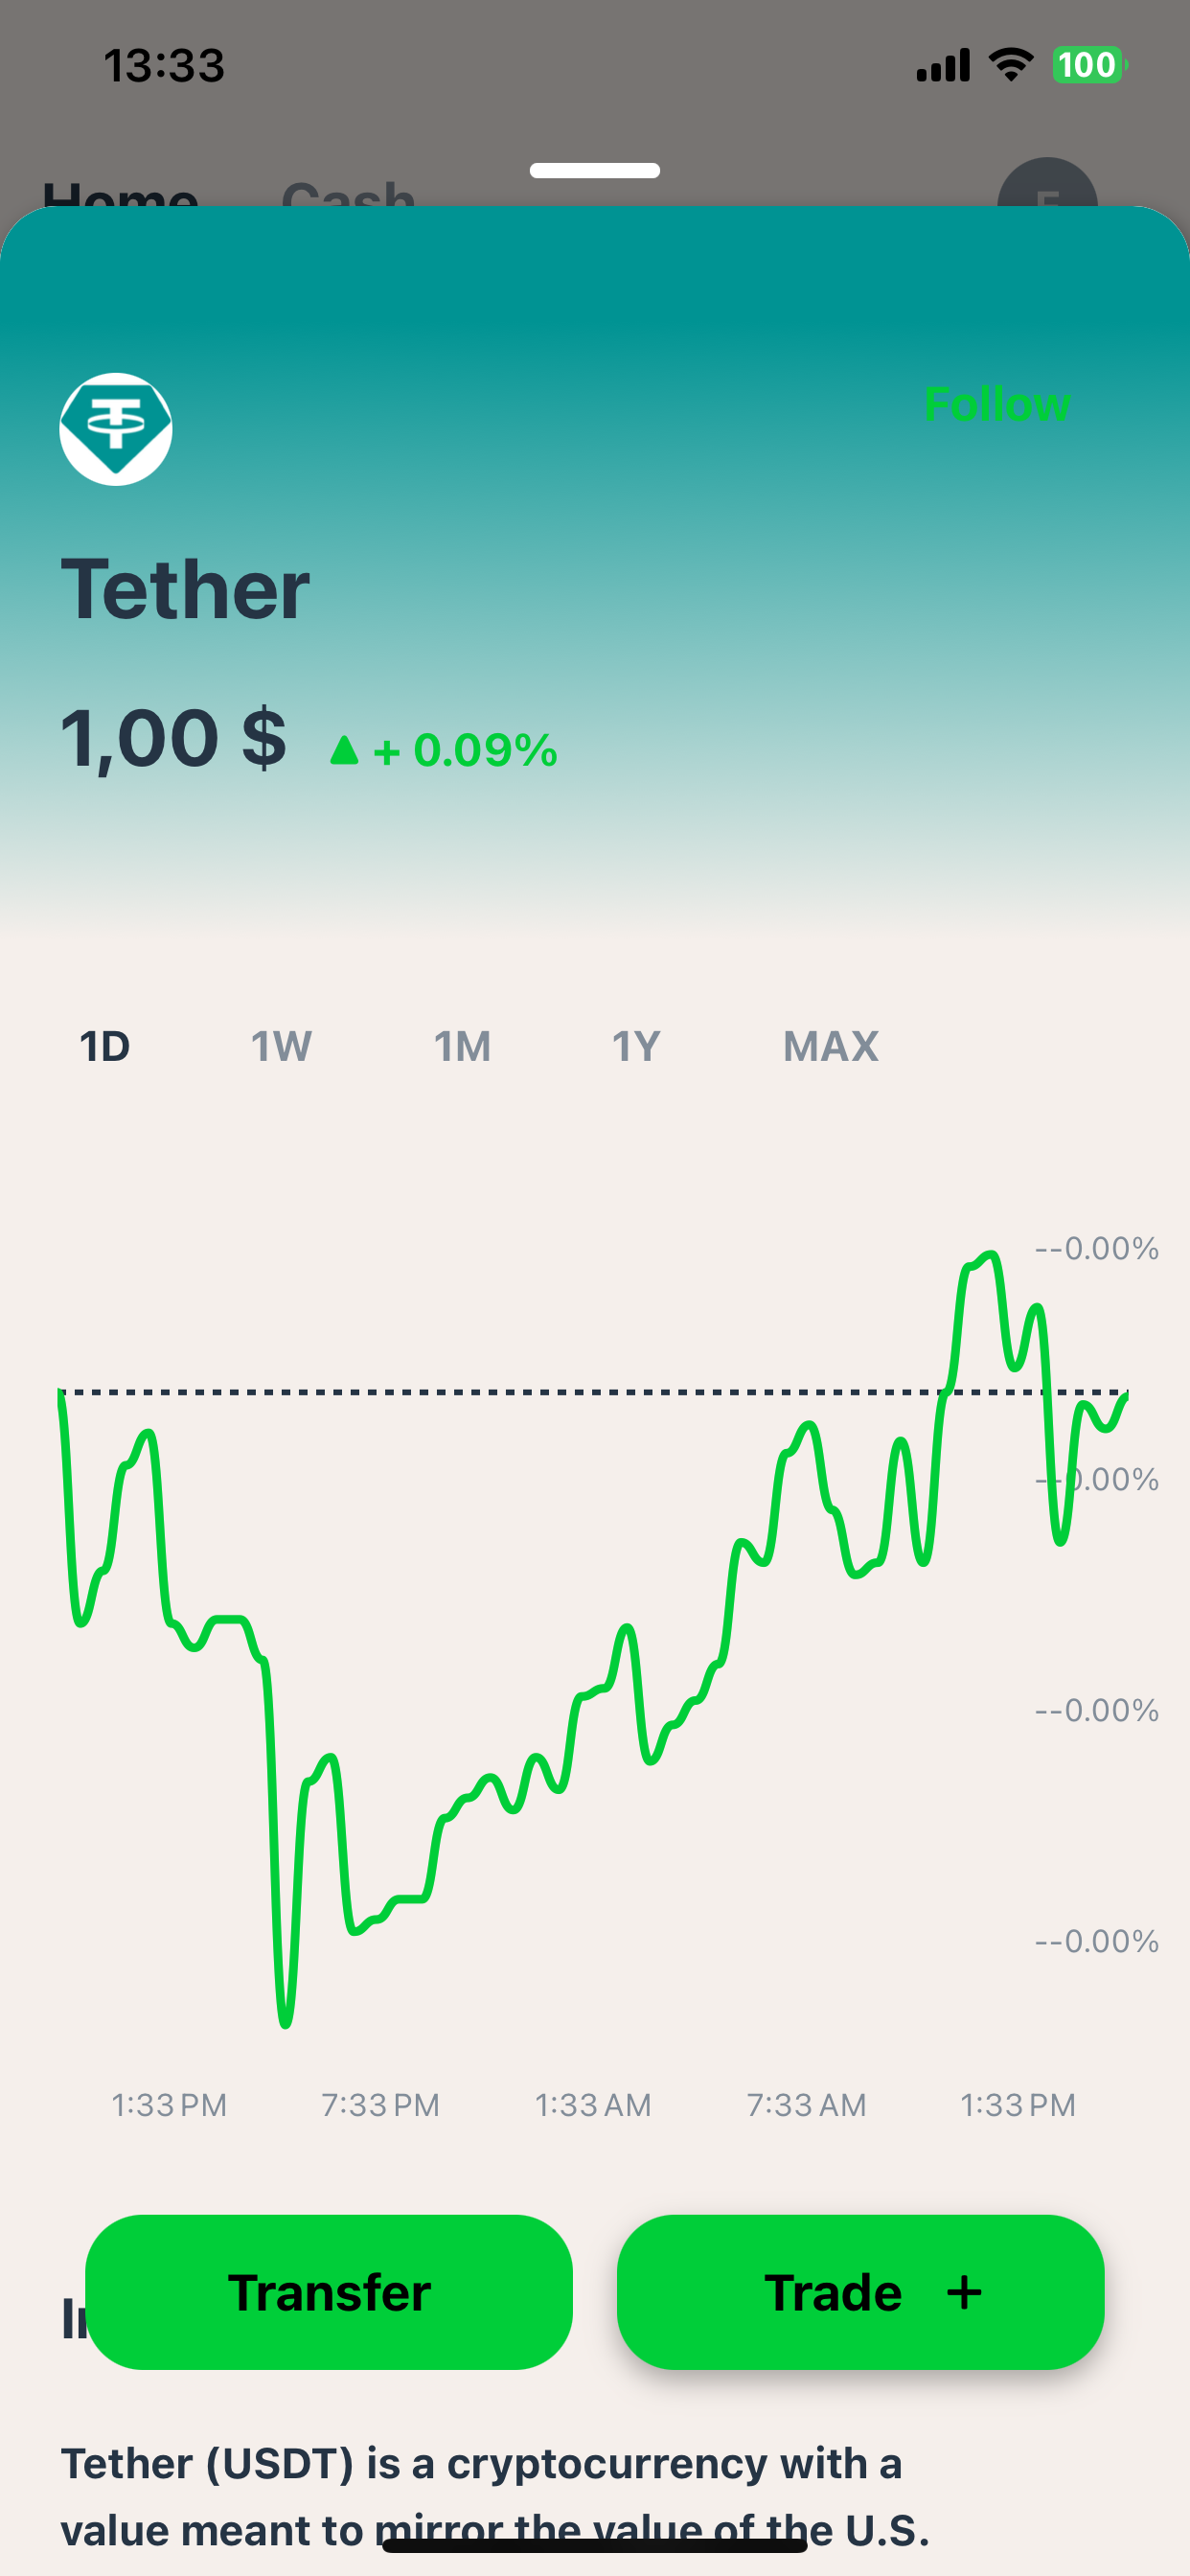 13:33
100
Home Cash
Follow
Tether
1,00 $ + 0.09%
1D 1W 1M 1Y MAX
--0.00%
--0.00%
--0.00%
--0.00%
1:33 PM 7:33 PM 1:33 AM 7:33 AM 1:33 PM
Transfer Trade +
Tether (USDT) is a cryptocurrency with a
value meant to mirror the value of the U.S.